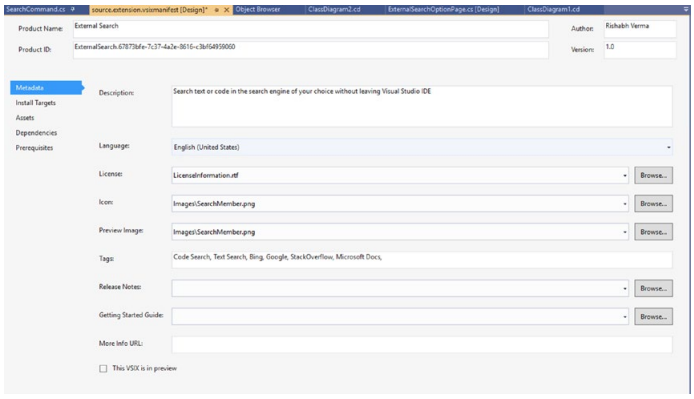 SearchCommand.cs source.extension.vsixmanifest [Design]* Object Browser ClassDiagram2.cd ExternalSearchOptionPage.cs [Design] ClassDiagram1.cd
Product Name: External Search Author: Rishabh Verma
Product ID: ExternalSearch.67873bfe-7c37-4a2e-8616-c3bf64959060 Version: 1.0
Metadata
Install Targets
Assets
Dependencies
Prerequisites
Description: Search text or code in the search engine of your choice without leaving Visual Studio IDE
Language: English (United States)
License: LicenseInformation.rtf Browse...
Icon: Images\SearchMember.png Browse...
Preview Image: Images\SearchMember.png Browse...
Tags: Code Search, Text Search, Bing, Google, StackOverflow, Microsoft Docs,
Release Notes: Browse...
Getting Started Guide: Browse...
More Info URL:
This VSIX is in preview